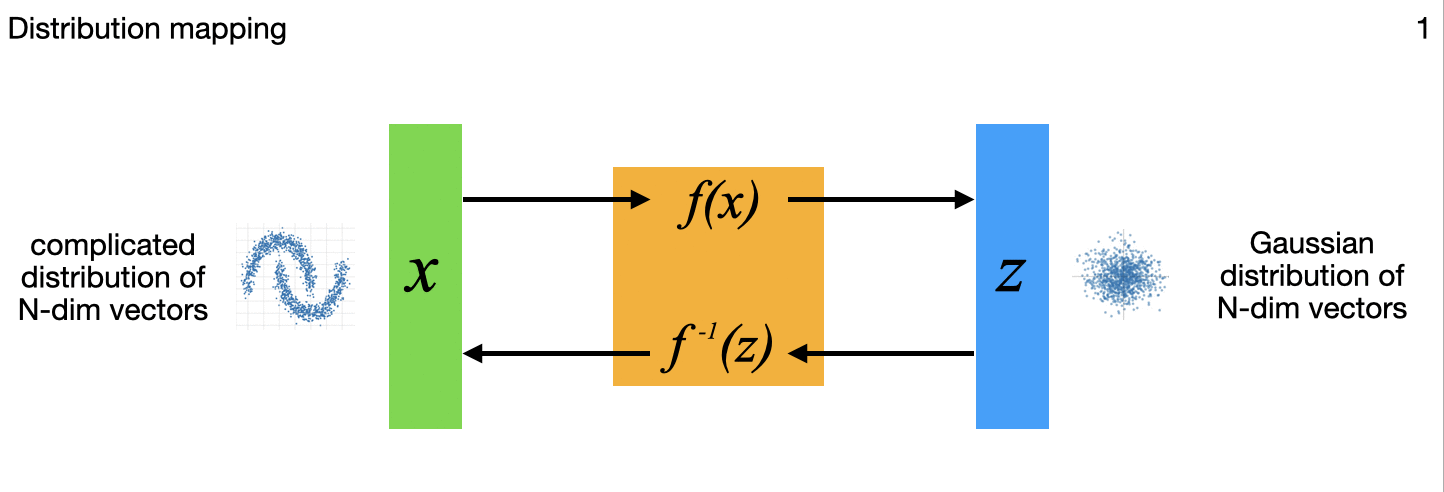 Distribution mapping
1
complicated
distribution of
N-dim vectors
x
f(x)
f⁻¹(z)
z
Gaussian
distribution of
N-dim vectors